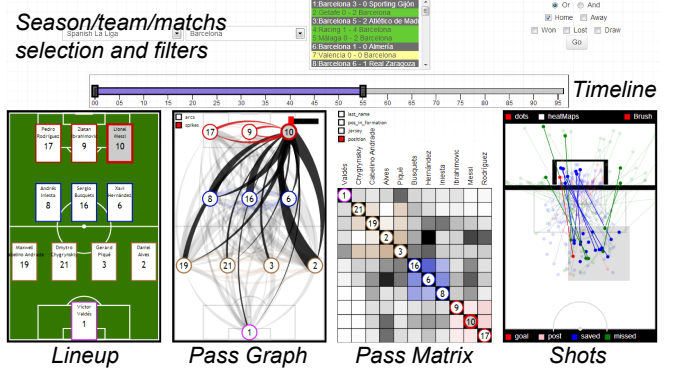 Season/team/matchs
selection and filters
Spanish La Liga
Barcelona
1:Barcelona 3 - 0 Sporting Gijón
2:Getafe 0 - 2 Barcelona
3:Barcelona 5 - 2 Atlético de Mad
4:Racing 1 - 4 Barcelona
5:Málaga 0 - 2 Barcelona
6:Barcelona 1 - 0 Almería
7:Valencia 0 - 0 Barcelona
8:Barcelona 6 - 1 Real Zaragoza
Or And
Home Away
Won Lost Draw
Go
Timeline
00 05 10 15 20 25 30 35 40 45 50 55 60 65 70 75 80 85 90 95
Pedro Rodríguez 17
Zlatan Ibrahimovic 9
Lionel Messi 10
Andrés Iniesta 8
Sergio Busquets 16
Xavi Hernández 6
Maxwell Cabelino Andrade 19
Dmytro Chygrynskiy 21
Gerard Piqué 3
Daniel Alves 2
Víctor Valdés 1
Lineup
arcs
spikes
17 9 10
8 16 6
19 21 3 2
1
Pass Graph
last_name
pos_in_formation
jersey
position
Valdés
Chygrynskiy
Cabelino Andrade
Alves
Piqué
Busquets
Hernández
Iniesta
Ibrahimovic
Messi
Rodríguez
1
21
19
2
3
16
6
8
9
10
17
Pass Matrix
dots heatMaps Brush
goal post saved missed
Shots